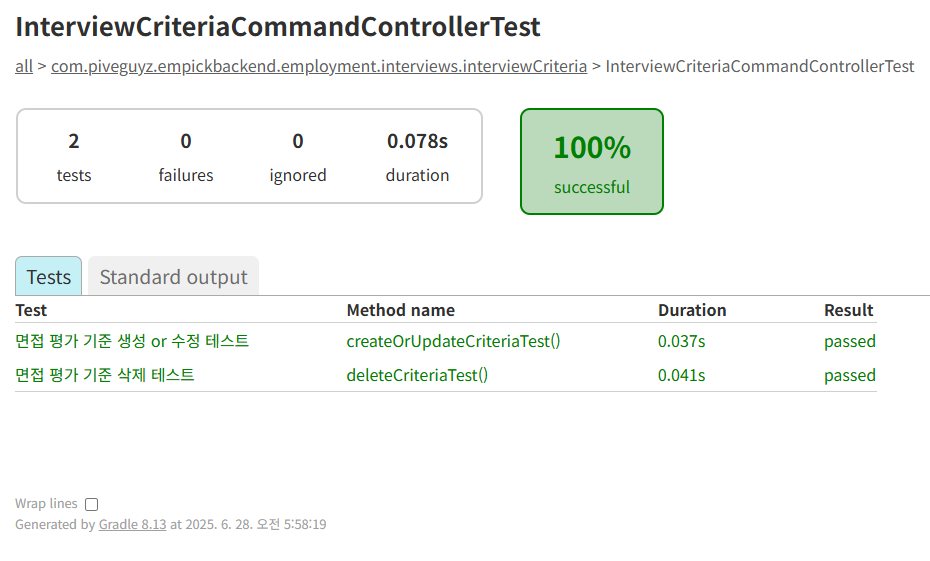 InterviewCriteriaCommandControllerTest
all > com.piveguyz.empickbackend.employment.interviews.interviewCriteria > InterviewCriteriaCommandControllerTest
2 0 0 0.078s
tests failures ignored duration
100%
successful
Tests Standard output
Test Method name Duration Result
면접 평가 기준 생성 or 수정 테스트 createOrUpdateCriteriaTest() 0.037s passed
면접 평가 기준 삭제 테스트 deleteCriteriaTest() 0.041s passed
Wrap lines
Generated by Gradle 8.13 at 2025. 6. 28. 오전 5:58:19